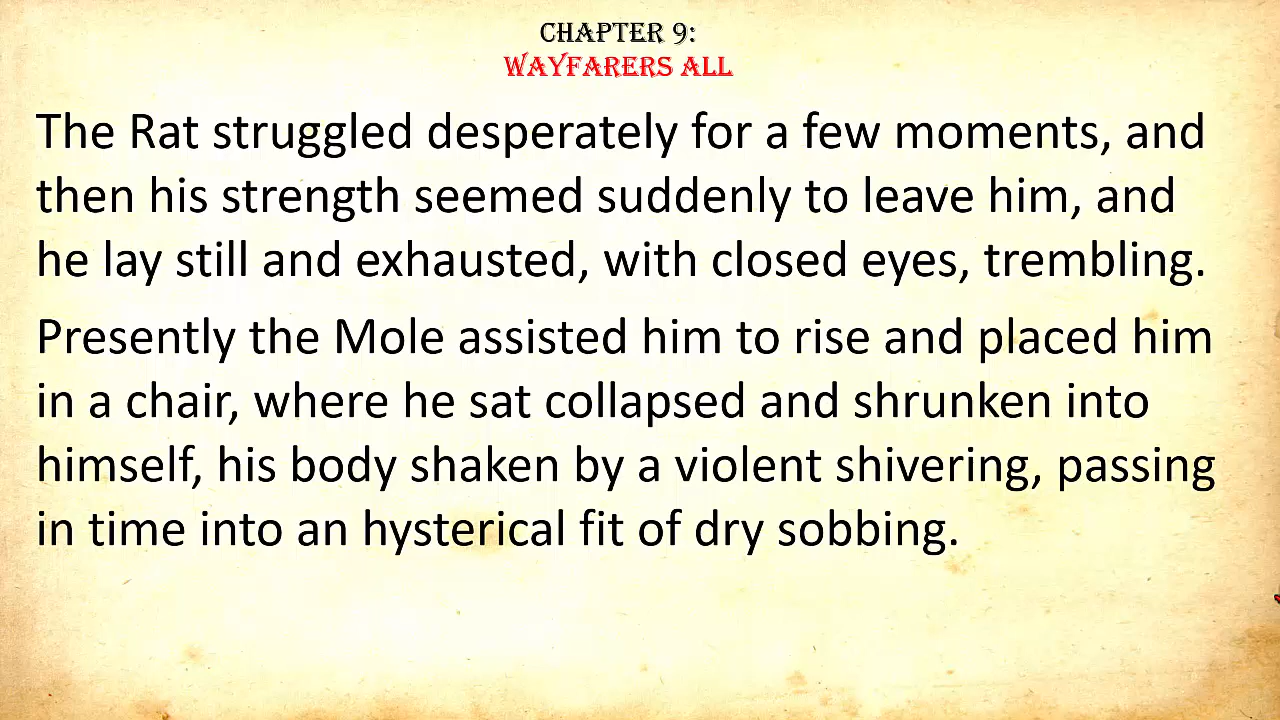 CHAPTER 9:
WAYFARERS ALL
The Rat struggled desperately for a few moments, and
then his strength seemed suddenly to leave him, and
he lay still and exhausted, with closed eyes, trembling.
Presently the Mole assisted him to rise and placed him
in a chair, where he sat collapsed and shrunken into
himself, his body shaken by a violent shivering, passing
in time into an hysterical fit of dry sobbing.